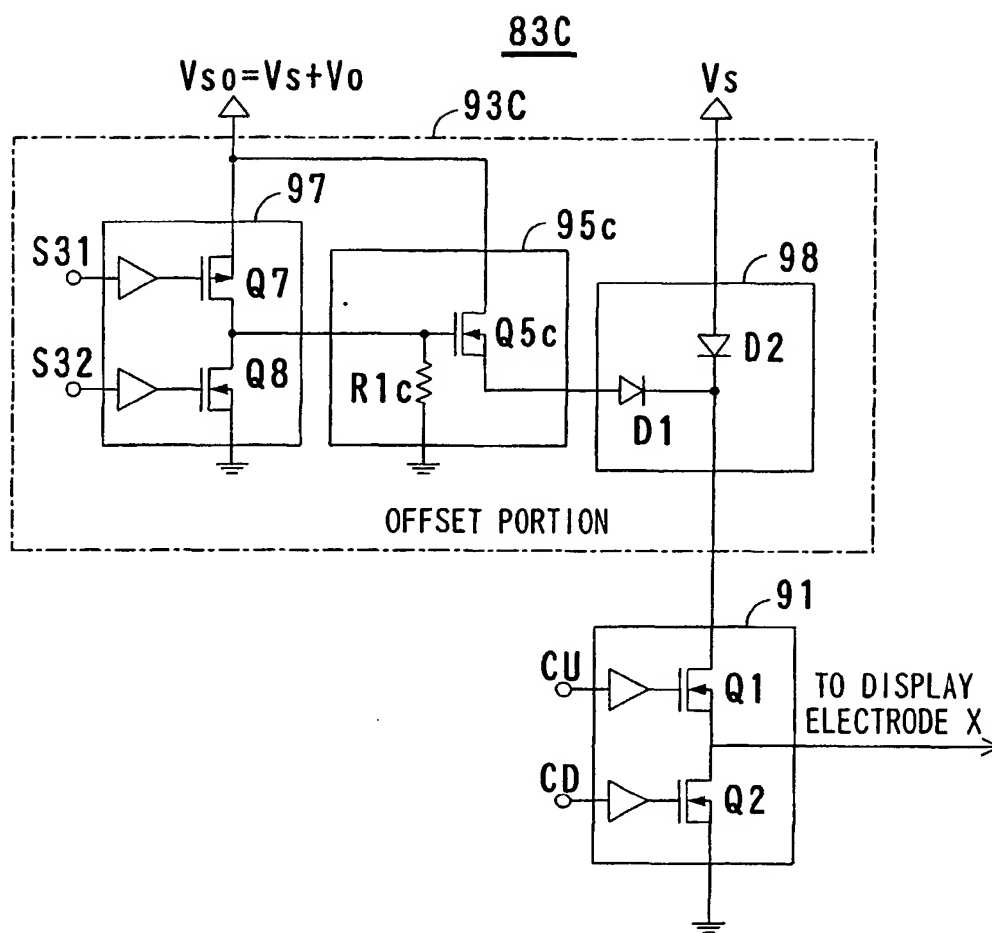 83C
Vso=Vs+Vo
Vs
93C
97
95c
98
S31
Q7
Q5c
D2
S32
Q8
R1c
D1
OFFSET PORTION
91
CU
Q1
TO DISPLAY
ELECTRODE X
CD
Q2